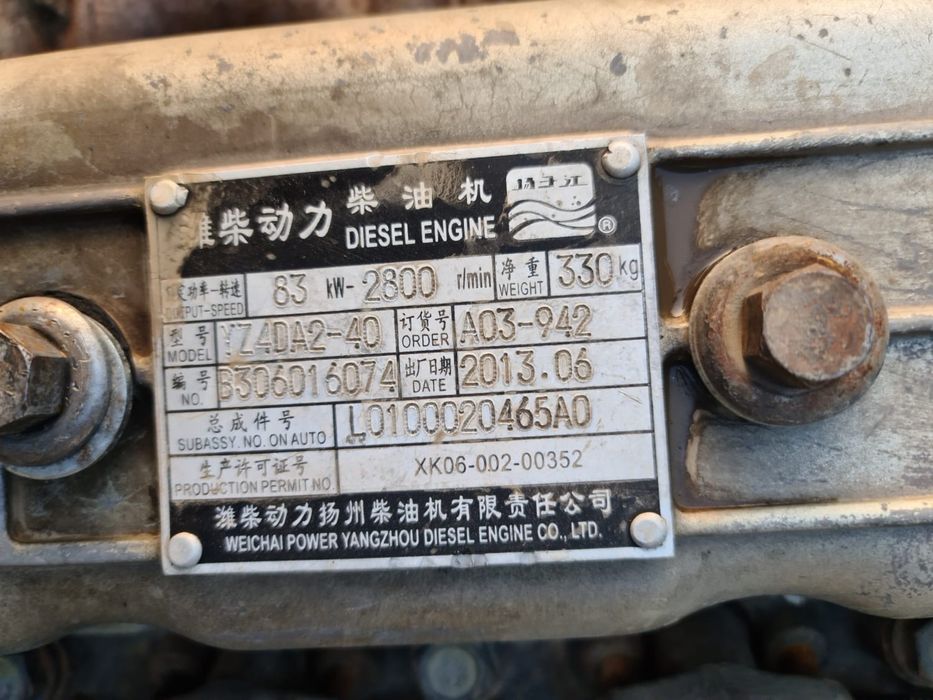 潍柴动力 柴油机 扬子江 ®
DIESEL ENGINE
定功率-转速 83 kW-2800 r/min 净重 330 kg
OUTPUT-SPEED WEIGHT
型号 YZ4DA2-40 订货号 A03-942
MODEL ORDER
编号 B306016074 出厂日期 2013.06
NO. DATE
总成件号 L0100020465A0
SUBASSY. NO. ON AUTO
生产许可证号 XK06-002-00352
PRODUCTION PERMIT NO
潍柴动力扬州柴油机有限责任公司
WEICHAI POWER YANGZHOU DIESEL ENGINE CO., LTD.